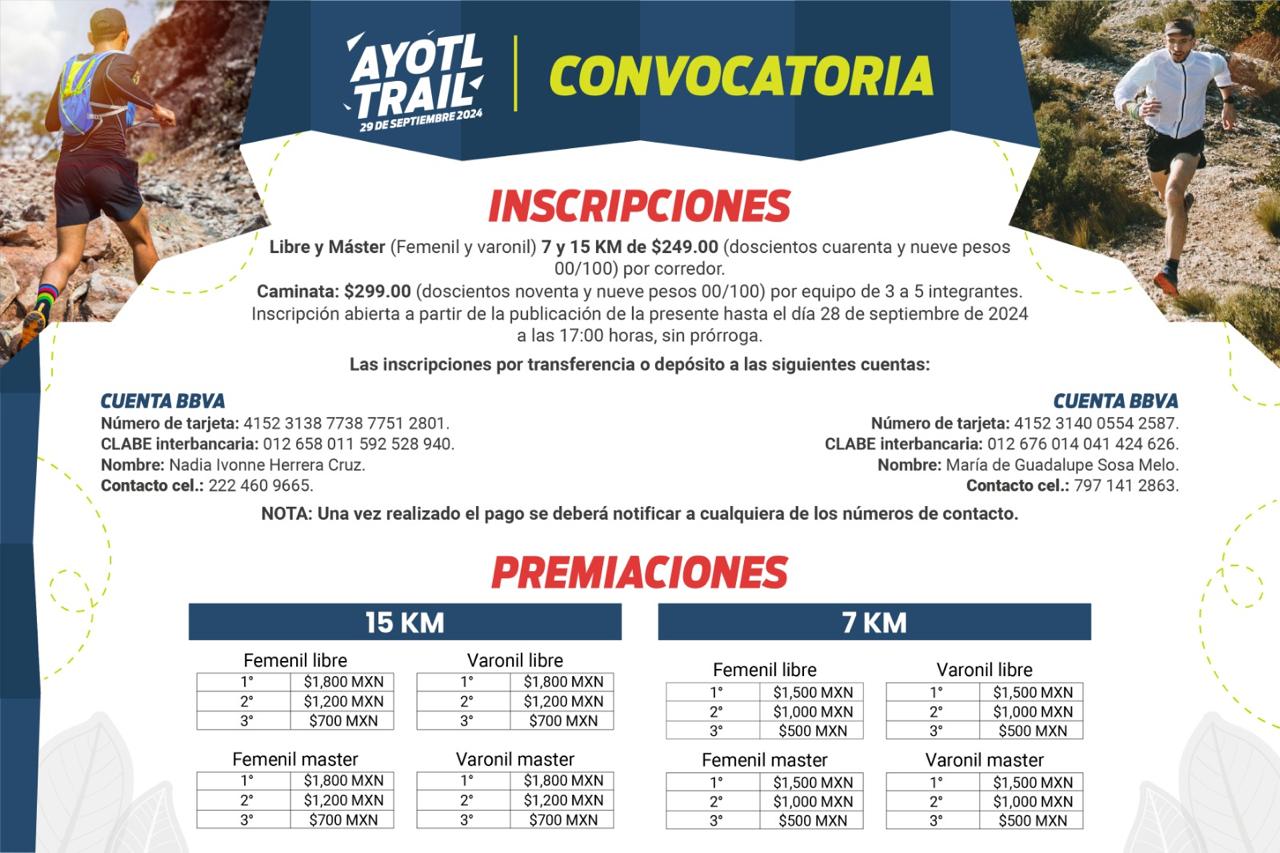 AYOTL
TRAIL
29 DE SEPTIEMBRE 2024
CONVOCATORIA
INSCRIPCIONES
Libre y Máster (Femenil y varonil) 7 y 15 KM de $249.00 (doscientos cuarenta y nueve pesos
00/100) por corredor.
Caminata: $299.00 (doscientos noventa y nueve pesos 00/100) por equipo de 3 a 5 integrantes.
Inscripción abierta a partir de la publicación de la presente hasta el día 28 de septiembre de 2024
a las 17:00 horas, sin prórroga.
Las inscripciones por transferencia o depósito a las siguientes cuentas:
CUENTA BBVA
Número de tarjeta: 4152 3138 7738 7751 2801.
CLABE interbancaria: 012 658 011 592 528 940.
Nombre: Nadia Ivonne Herrera Cruz.
Contacto cel.: 222 460 9665.
CUENTA BBVA
Número de tarjeta: 4152 3140 0554 2587.
CLABE interbancaria: 012 676 014 041 424 626.
Nombre: María de Guadalupe Sosa Melo.
Contacto cel.: 797 141 2863.
NOTA: Una vez realizado el pago se deberá notificar a cualquiera de los números de contacto.
PREMIACIONES
15 KM
Femenil libre
1° $1,800 MXN
2° $1,200 MXN
3° $700 MXN
Varonil libre
1° $1,800 MXN
2° $1,200 MXN
3° $700 MXN
Femenil master
1° $1,800 MXN
2° $1,200 MXN
3° $700 MXN
Varonil master
1° $1,800 MXN
2° $1,200 MXN
3° $700 MXN
7 KM
Femenil libre
1° $1,500 MXN
2° $1,000 MXN
3° $500 MXN
Varonil libre
1° $1,500 MXN
2° $1,000 MXN
3° $500 MXN
Femenil master
1° $1,500 MXN
2° $1,000 MXN
3° $500 MXN
Varonil master
1° $1,500 MXN
2° $1,000 MXN
3° $500 MXN